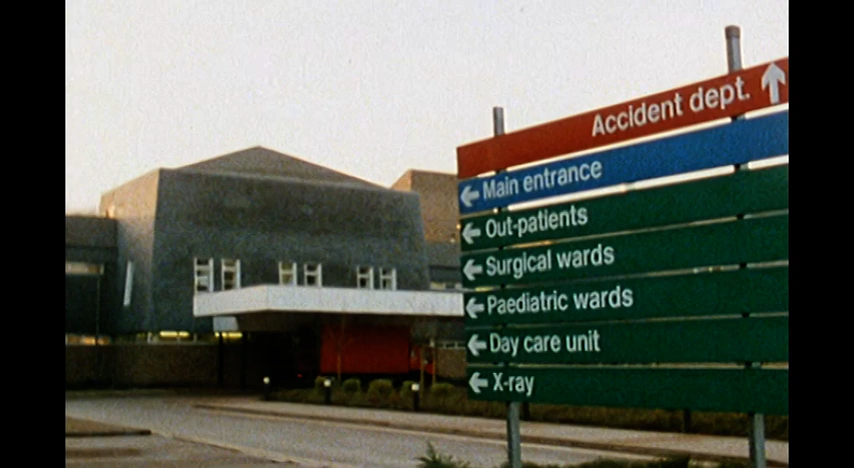 Accident dept. ↑
← Main entrance
← Out-patients
← Surgical wards
← Paediatric wards
← Day care unit
← X-ray